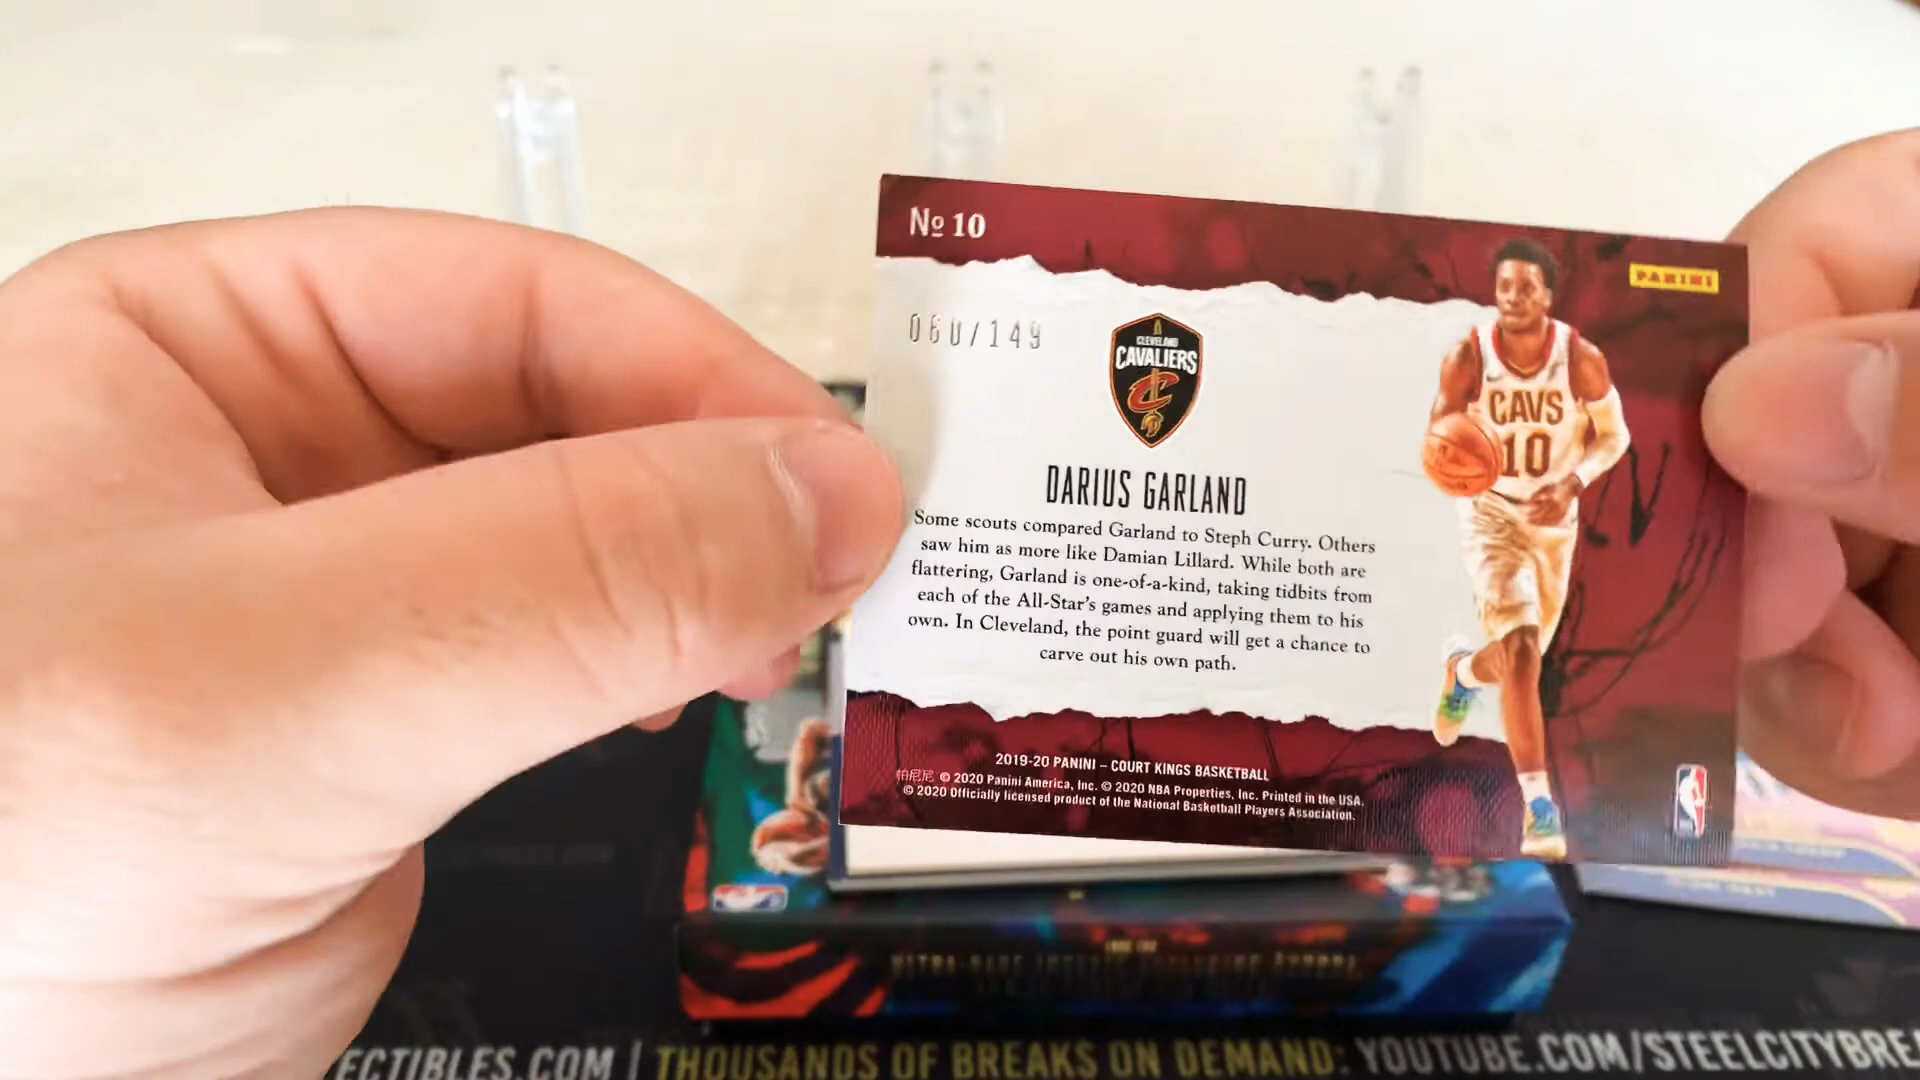 № 10
PANINI
060/149
CLEVELAND
CAVALIERS
CAVS
10
DARIUS GARLAND
Some scouts compared Garland to Steph Curry. Others
saw him as more like Damian Lillard. While both are
flattering, Garland is one-of-a-kind, taking tidbits from
each of the All-Star's games and applying them to his
own. In Cleveland, the point guard will get a chance to
carve out his own path.
2019-20 PANINI – COURT KINGS BASKETBALL
帕尼尼 © 2020 Panini America, Inc. © 2020 NBA Properties, Inc. Printed in the USA.
© 2020 Officially licensed product of the National Basketball Players Association.
ECTIBLES.COM | THOUSANDS OF BREAKS ON DEMAND: YOUTUBE.COM/STEELCITYBREA